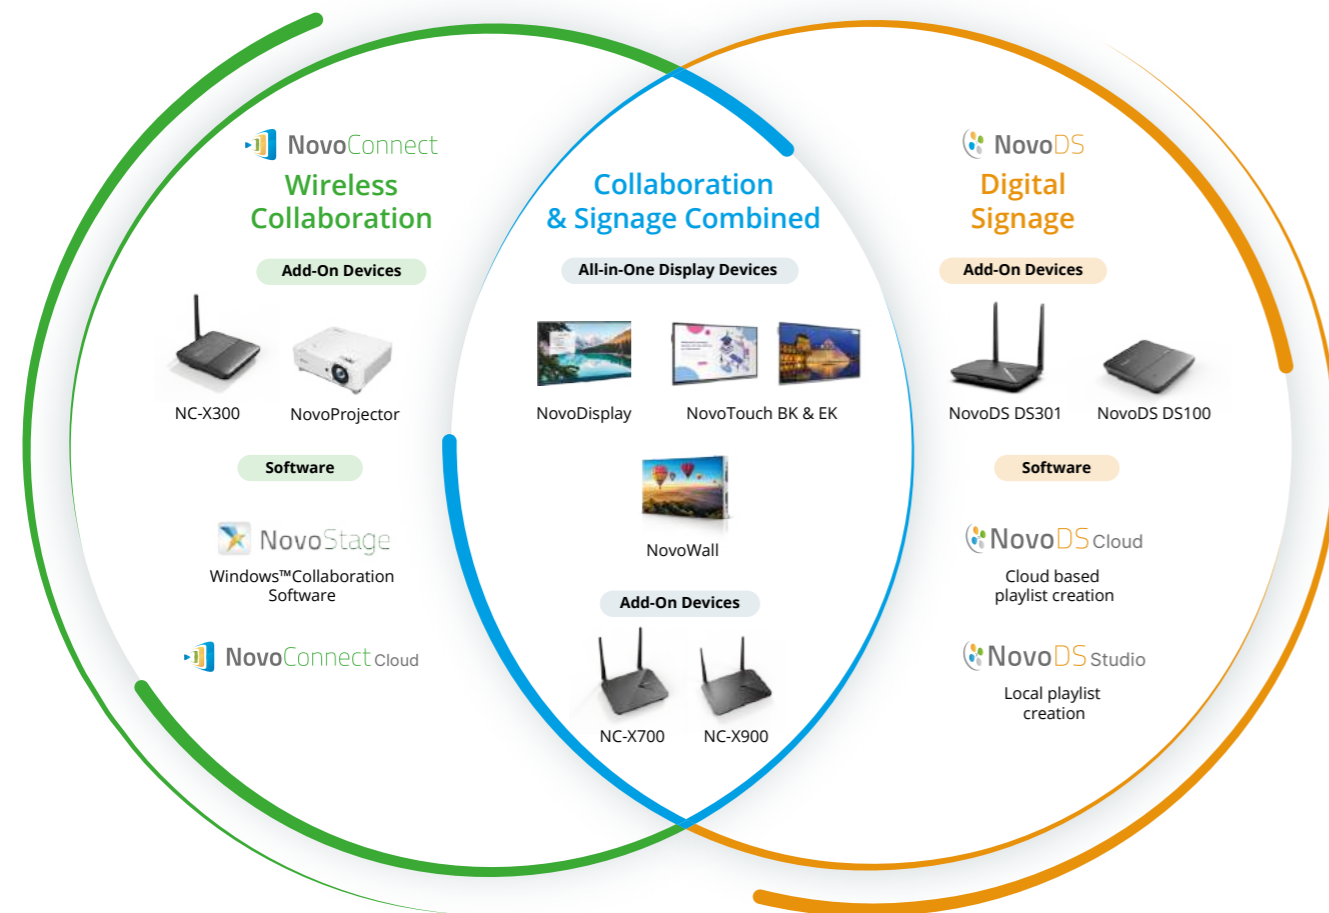 NovoConnect
Wireless
Collaboration
Add-On Devices
NC-X300
NovoProjector
Software
NovoStage
Windows™Collaboration
Software
NovoConnect Cloud
Collaboration
& Signage Combined
All-in-One Display Devices
NovoDisplay
NovoTouch BK & EK
NovoWall
Add-On Devices
NC-X700
NC-X900
NovoDS
Digital
Signage
Add-On Devices
NovoDS DS301
NovoDS DS100
Software
NovoDS Cloud
Cloud based
playlist creation
NovoDS Studio
Local playlist
creation